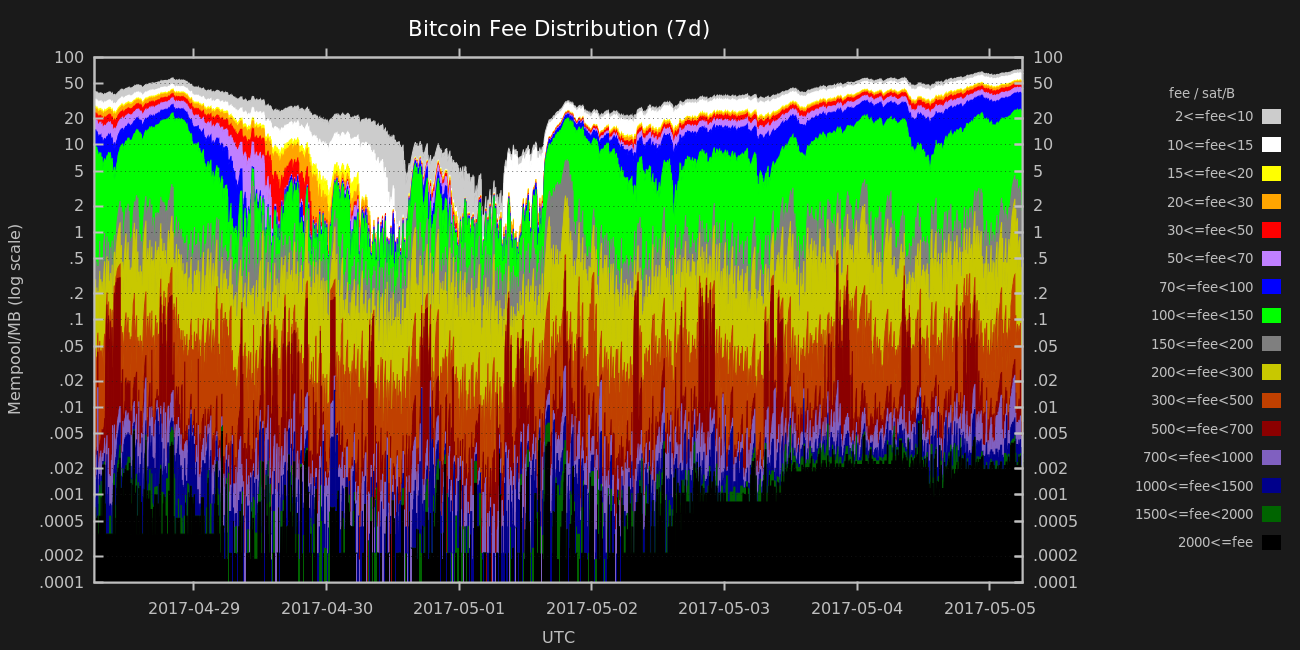 Bitcoin Fee Distribution (7d)
Mempool/MB (log scale)
100
50
20
10
5
2
1
.5
.2
.1
.05
.02
.01
.005
.002
.001
.0005
.0002
.0001
100
50
20
10
5
2
1
.5
.2
.1
.05
.02
.01
.005
.002
.001
.0005
.0002
.0001
2017-04-29 2017-04-30 2017-05-01 2017-05-02 2017-05-03 2017-05-04 2017-05-05
UTC
fee / sat/B
2<=fee<10
10<=fee<15
15<=fee<20
20<=fee<30
30<=fee<50
50<=fee<70
70<=fee<100
100<=fee<150
150<=fee<200
200<=fee<300
300<=fee<500
500<=fee<700
700<=fee<1000
1000<=fee<1500
1500<=fee<2000
2000<=fee